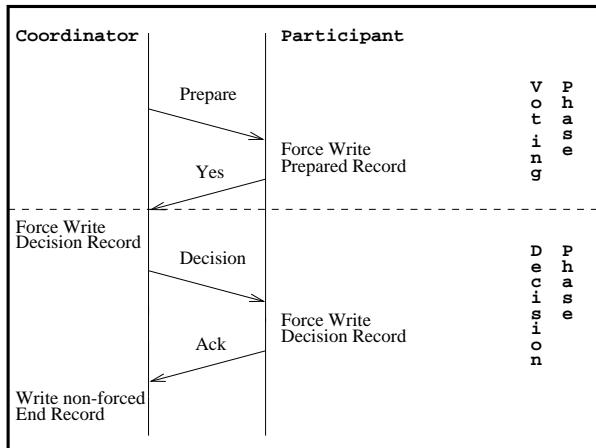 Coordinator
Participant
Voting
Phase
Prepare
Force Write
Prepared Record
Yes
Force Write
Decision Record
Decision
Phase
Decision
Force Write
Decision Record
Ack
Write non-forced
End Record